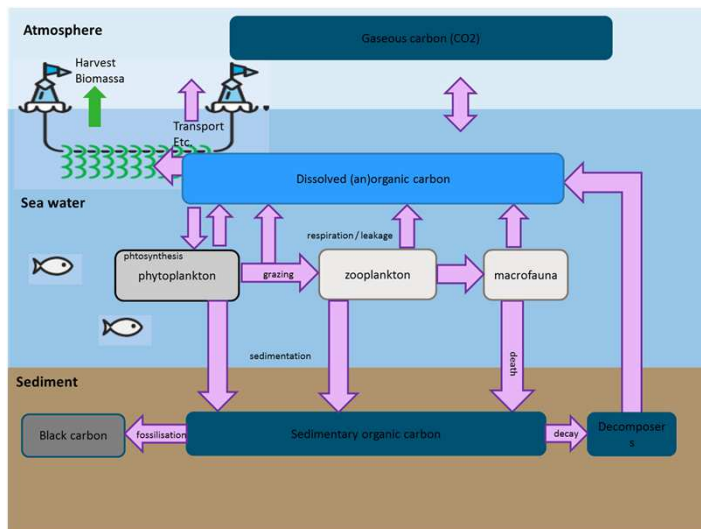 Atmosphere
Gaseous carbon (CO2)
Harvest
Biomassa
Transport
Etc.
Dissolved (an)organic carbon
Sea water
respiration / leakage
phtosynthesis
phytoplankton
grazing
zooplankton
macrofauna
sedimentation
death
Sediment
Black carbon
fossilisation
Sedimentary organic carbon
decay
Decomposer
s